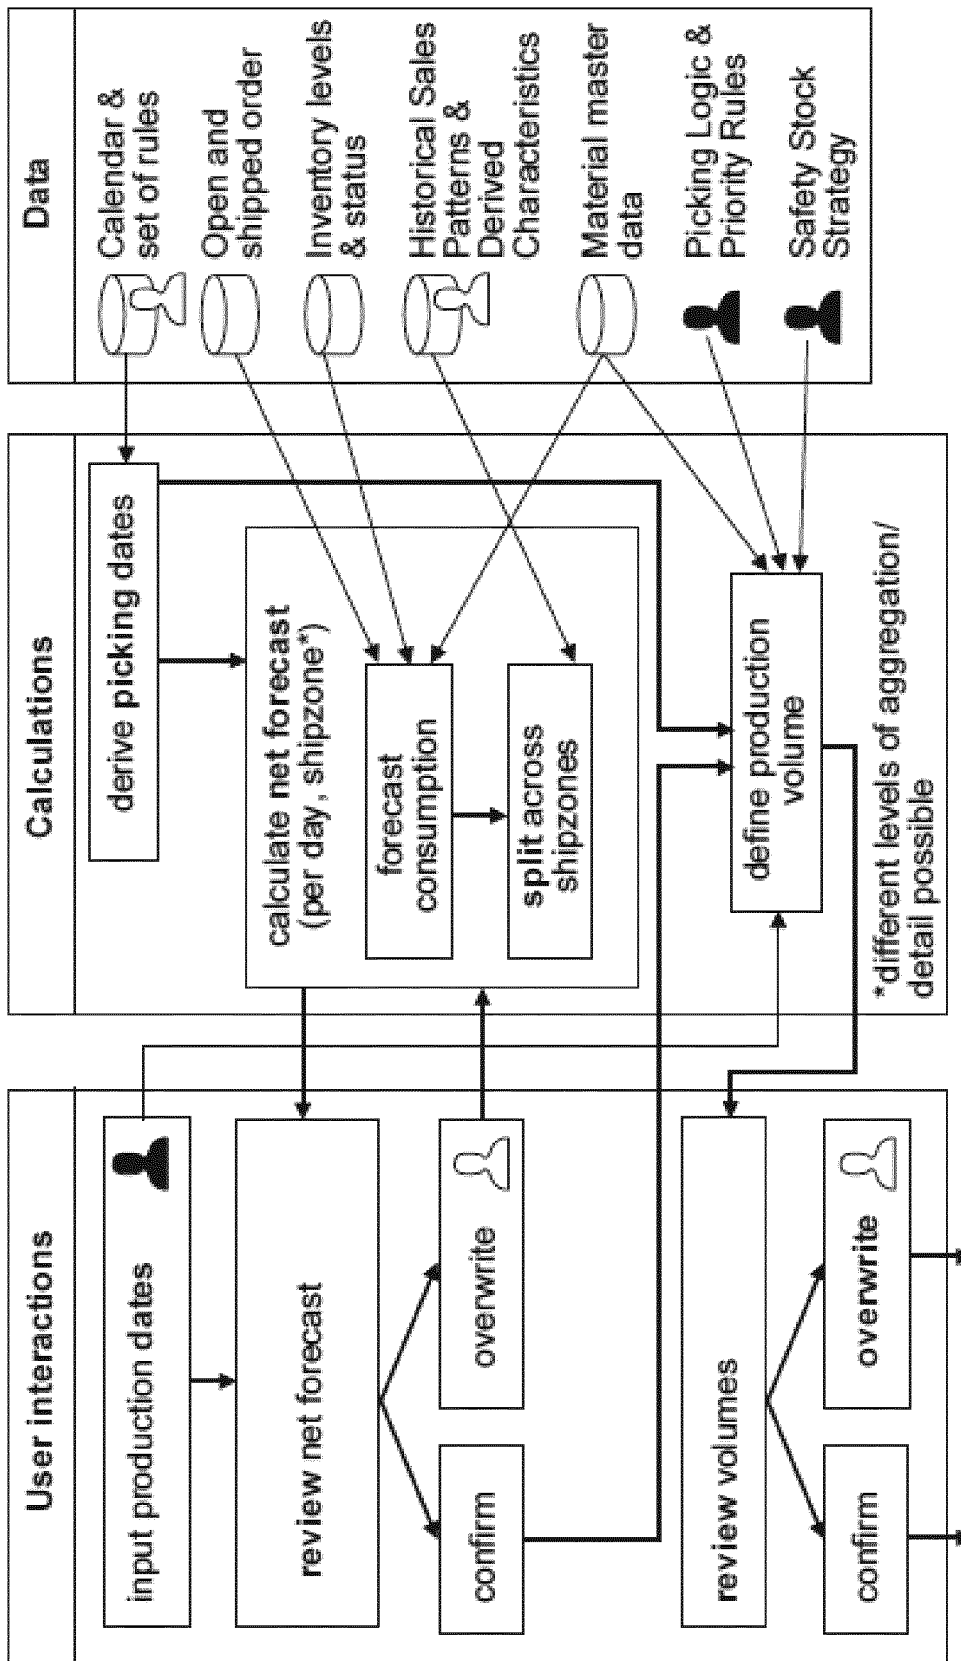 User interactions
input production dates
review net forecast
confirm
overwrite
review volumes
confirm
overwrite
Calculations
derive picking dates
calculate net forecast
(per day, shipzone*)
forecast
consumption
split across
shipzones
define production
volume
*different levels of aggregation/
detail possible
Data
Calendar &
set of rules
Open and
shipped order
Inventory levels
& status
Historical Sales
Patterns &
Derived
Characteristics
Material master
data
Picking Logic &
Priority Rules
Safety Stock
Strategy